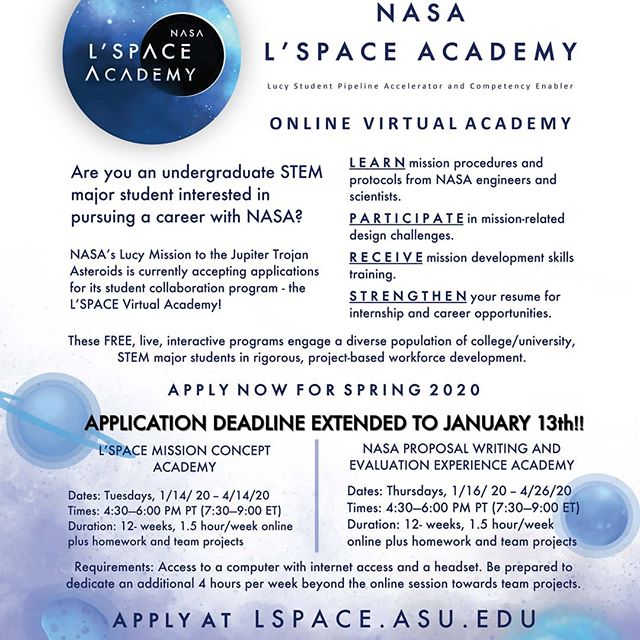 NASA
L'SPACE
ACADEMY
NASA
L'SPACE ACADEMY
Lucy Student Pipeline Accelerator and Competency Enabler
ONLINE VIRTUAL ACADEMY
Are you an undergraduate STEM
major student interested in
pursuing a career with NASA?
NASA's Lucy Mission to the Jupiter Trojan
Asteroids is currently accepting applications
for its student collaboration program - the
L'SPACE Virtual Academy!
LEARN mission procedures and
protocols from NASA engineers and
scientists.
PARTICIPATE in mission-related
design challenges.
RECEIVE mission development skills
training.
STRENGTHEN your resume for
internship and career opportunities.
These FREE, live, interactive programs engage a diverse population of college/university,
STEM major students in rigorous, project-based workforce development.
APPLY NOW FOR SPRING 2020
APPLICATION DEADLINE EXTENDED TO JANUARY 13th!!
L'SPACE MISSION CONCEPT
ACADEMY
Dates: Tuesdays, 1/14/ 20 – 4/14/20
Times: 4:30—6:00 PM PT (7:30—9:00 ET)
Duration: 12- weeks, 1.5 hour/week online
plus homework and team projects
NASA PROPOSAL WRITING AND
EVALUATION EXPERIENCE ACADEMY
Dates: Thursdays, 1/16/ 20 – 4/26/20
Times: 4:30—6:00 PM PT (7:30—9:00 ET)
Duration: 12- weeks, 1.5 hour/week
online plus homework and team projects
Requirements: Access to a computer with internet access and a headset. Be prepared to
dedicate an additional 4 hours per week beyond the online session towards team projects.
APPLY AT LSPACE.ASU.EDU